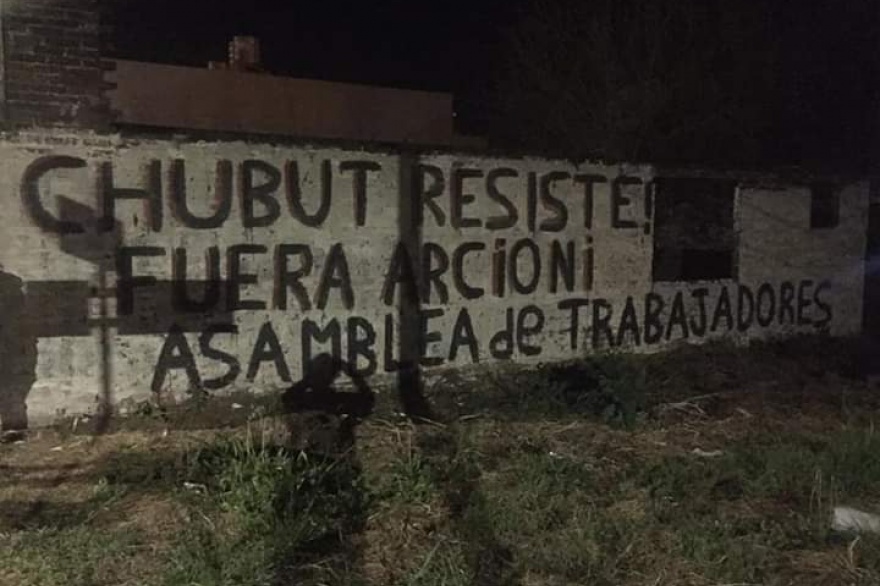 CHUBUT RESISTE!
FUERA ARCiONi
ASAMBLEA de TRABAJADORES